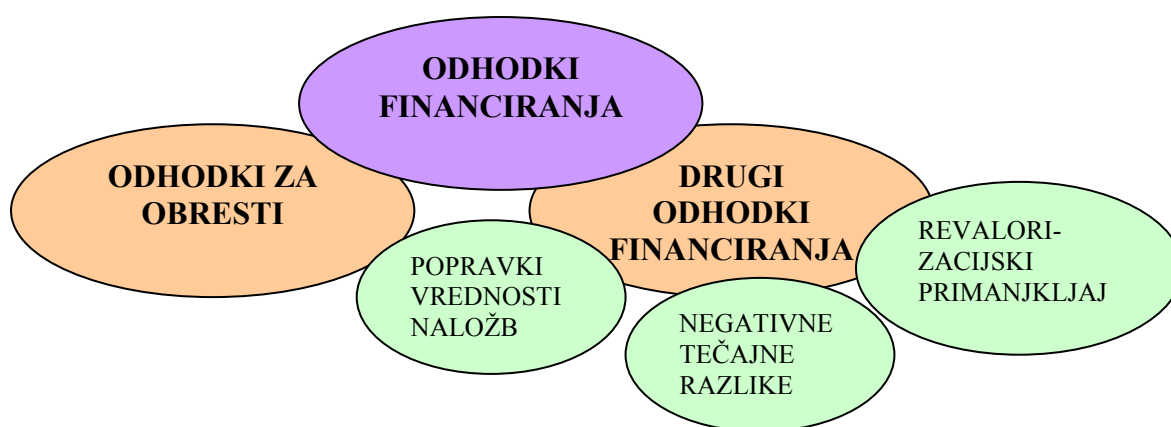 ODHODKI
FINANCIRANJA
ODHODKI ZA
OBRESTI
DRUGI
ODHODKI
FINANCIRANJA
POPRAVKI
VREDNOSTI
NALOŽB
NEGATIVNE
TEČAJNE
RAZLIKE
REVALORI-
ZACIJSKI
PRIMANJKLJAJ